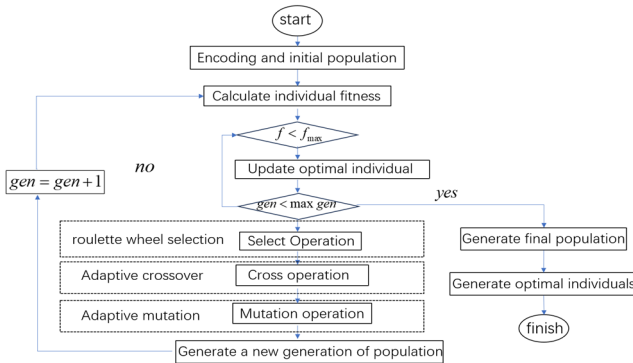 start
Encoding and initial population
Calculate individual fitness
f < f_max
no
Update optimal individual
gen = gen+1
yes
gen < max gen
roulette wheel selection
Select Operation
Generate final population
Adaptive crossover
Cross operation
Generate optimal individuals
Adaptive mutation
Mutation operation
finish
Generate a new generation of population